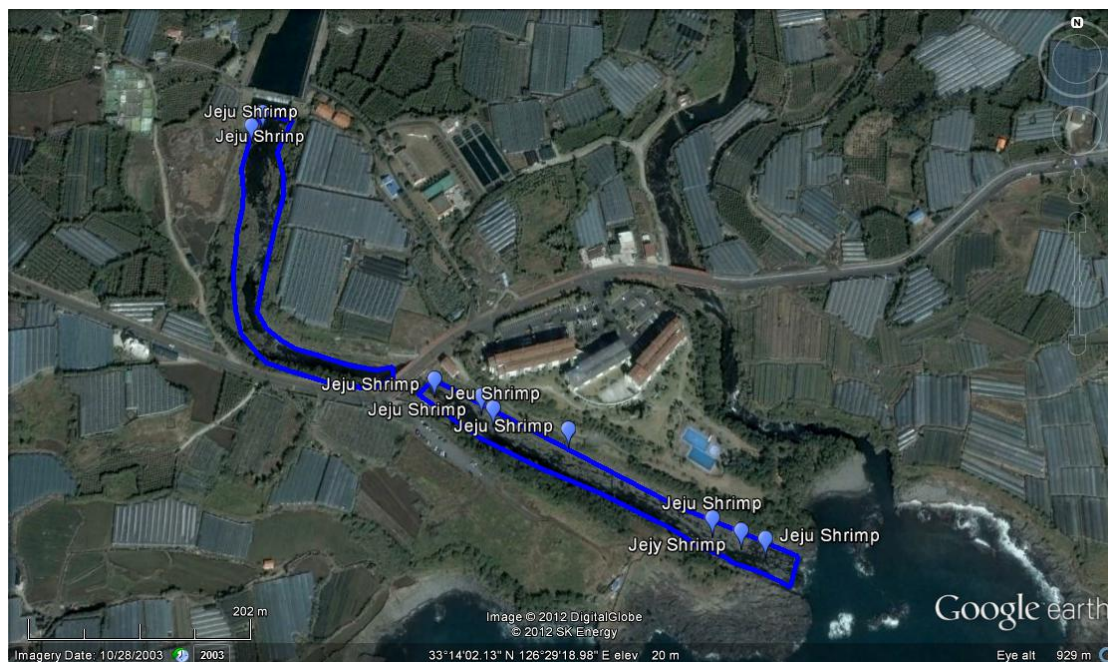 N
Jeju Shrimp
Jeju Shrinp
Jeju Shrimp
Jeu Shrimp
Jeju Shrimp
Jeju Shrimp
Jeju Shrimp
Jejy Shrimp
Jeju Shrimp
202 m
Image © 2012 DigitalGlobe
© 2012 SK Energy
Google earth
Imagery Date: 10/28/2003 2003 33°14'02.13" N 126°29'18.98" E elev 20 m Eye alt 929 m